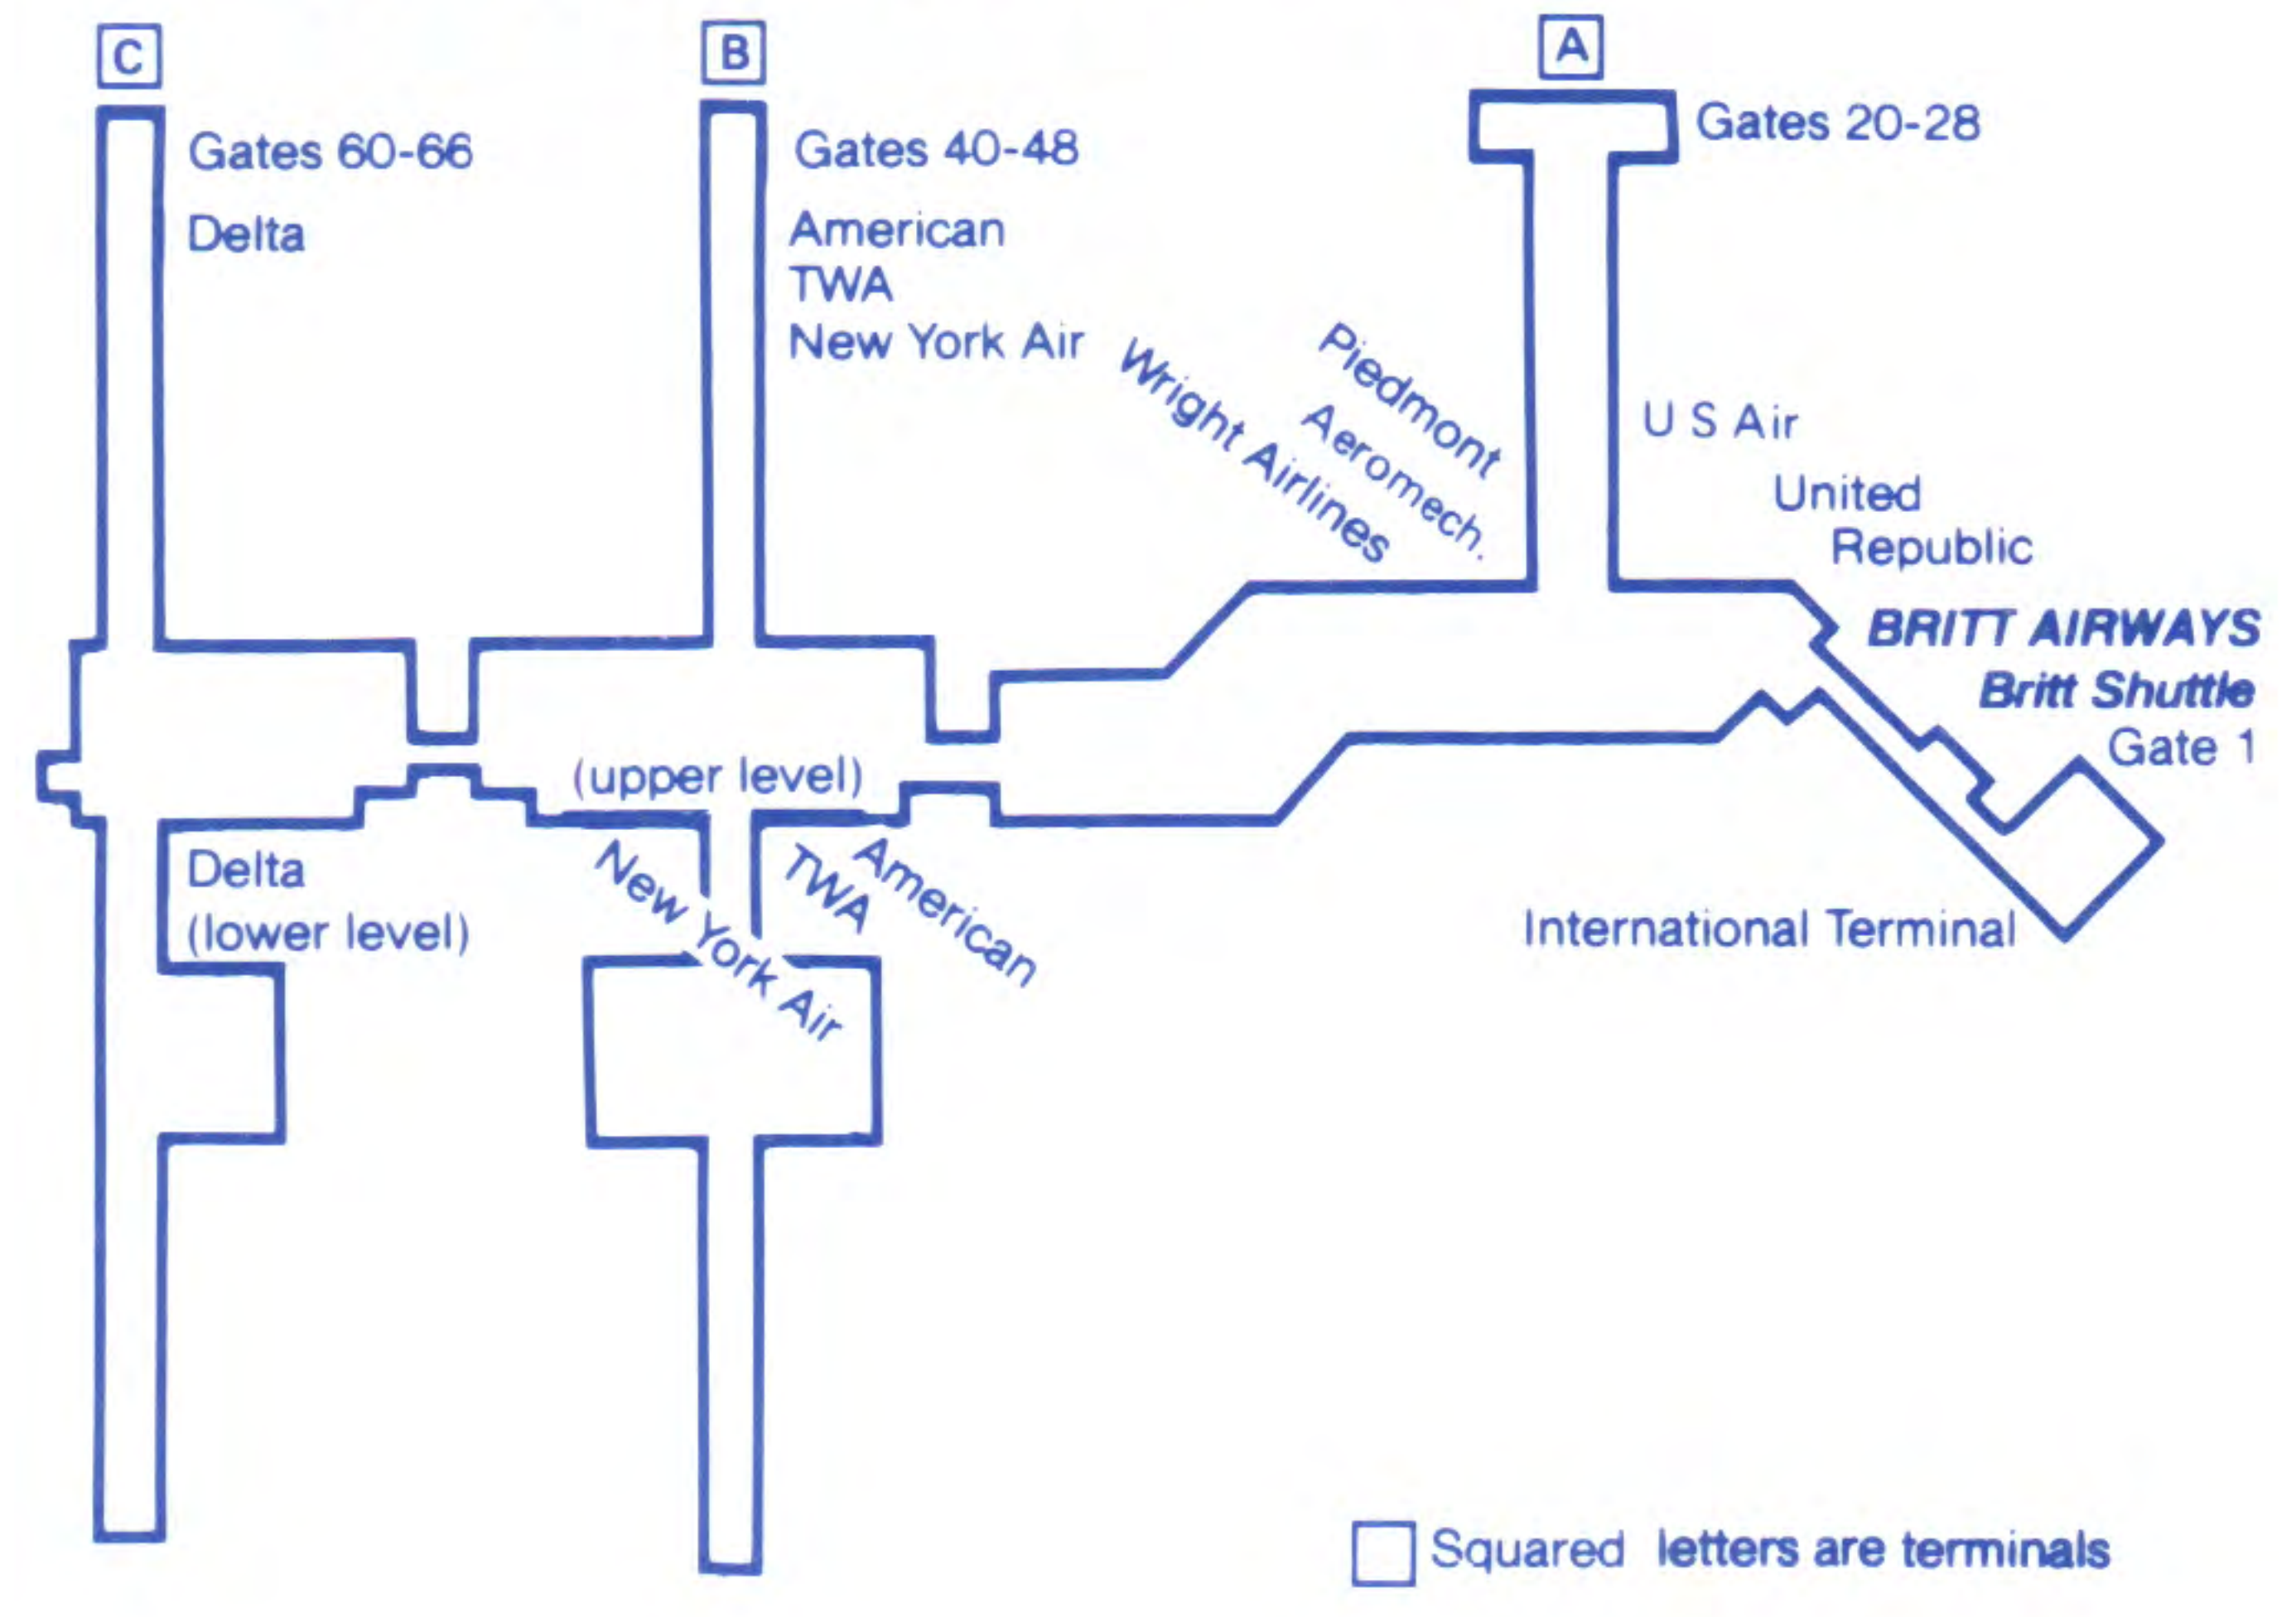 C
B
A
Gates 60-66
Delta
Gates 40-48
American
TWA
New York Air
Gates 20-28
Wright Airlines
Piedmont
Aeromech.
U S Air
United
Republic
BRITT AIRWAYS
Britt Shuttle
Gate 1
(upper level)
Delta
(lower level)
New York Air
TWA
American
International Terminal
Squared letters are terminals